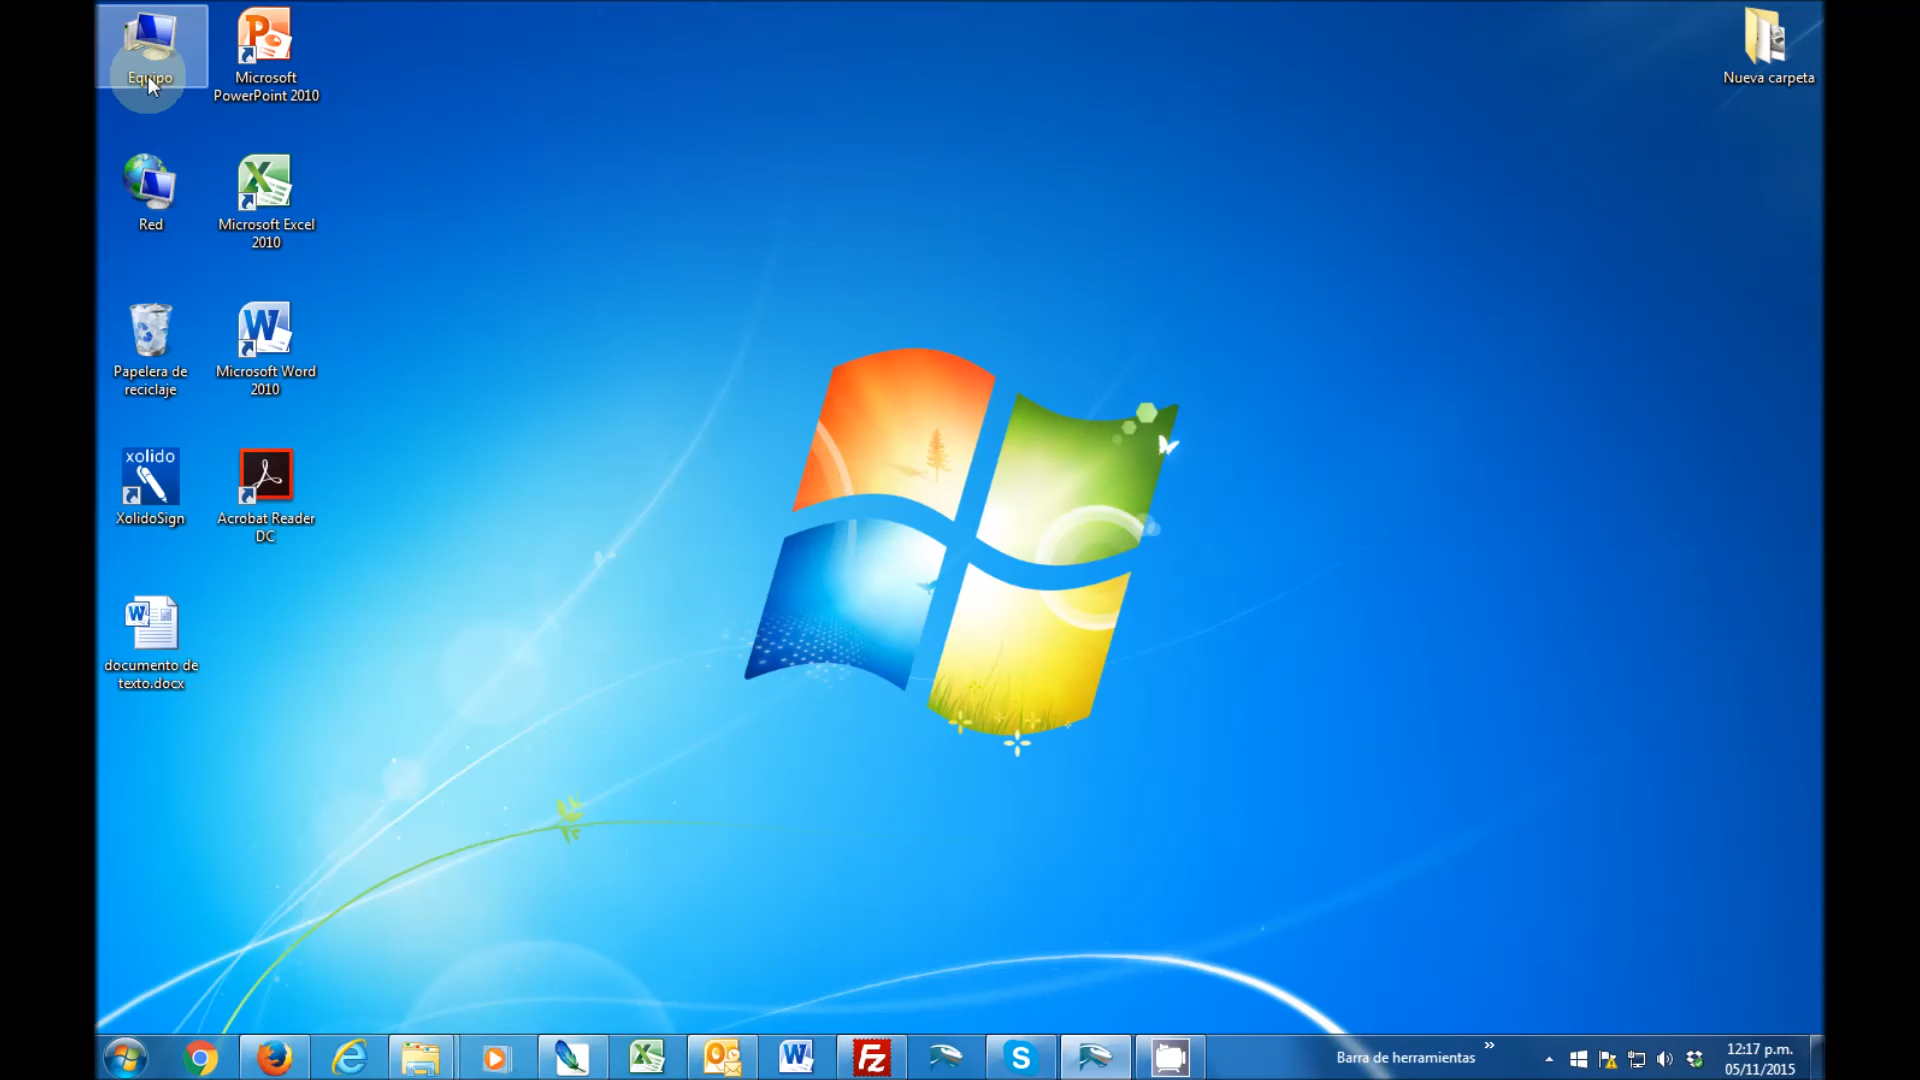 Equipo
Microsoft
PowerPoint 2010
Nueva carpeta
Red
Microsoft Excel
2010
Papelera de
reciclaje
Microsoft Word
2010
xolido
XolidoSign
Acrobat Reader
DC
documento de
texto.docx
Barra de herramientas
»
12:17 p.m.
05/11/2015